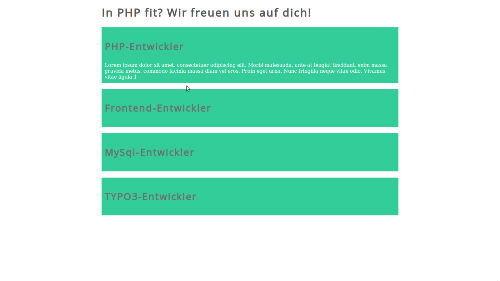 In PHP fit? Wir freuen uns auf dich!
PHP-Entwickler
Lorem ipsum dolor sit amet, consectetuer adipiscing elit. Morbi malesuada, ante at feugiat tincidunt, enim massa
gravida metus, commodo lacinia massa diam vel eros. Proin eget urna. Nunc fringilla neque vitae odio. Vivamus
vitae ligula.
Frontend-Entwickler
MySql-Entwickler
TYPO3-Entwickler